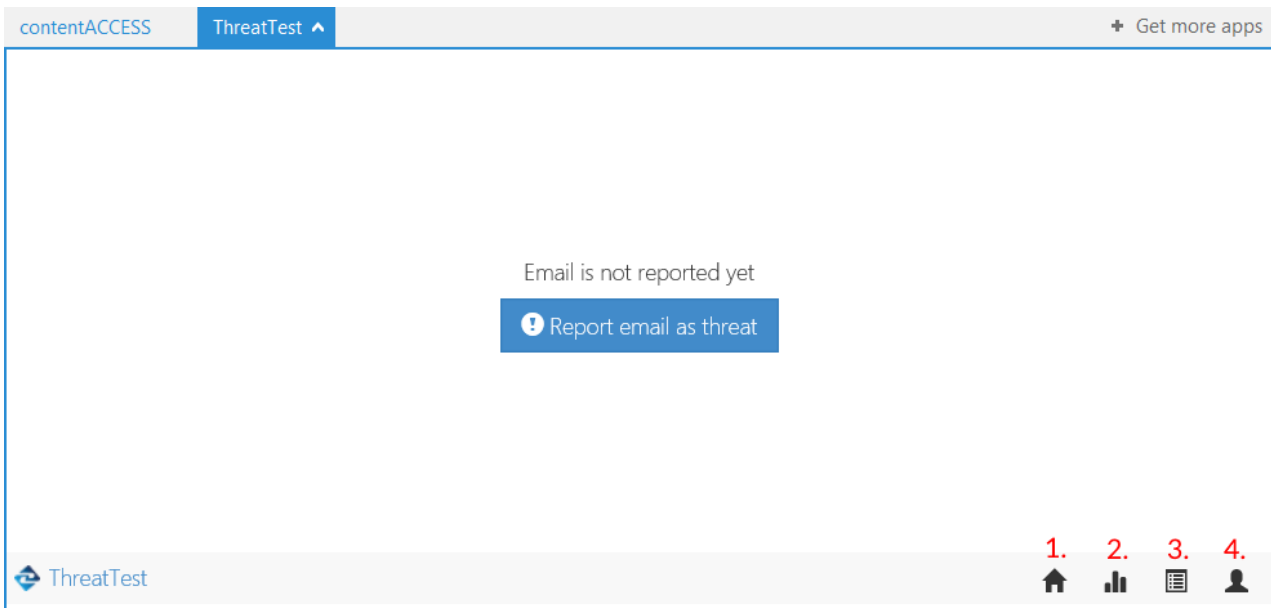 contentACCESS ThreatTest Get more apps
Email is not reported yet
Report email as threat
1. 2. 3. 4.
ThreatTest